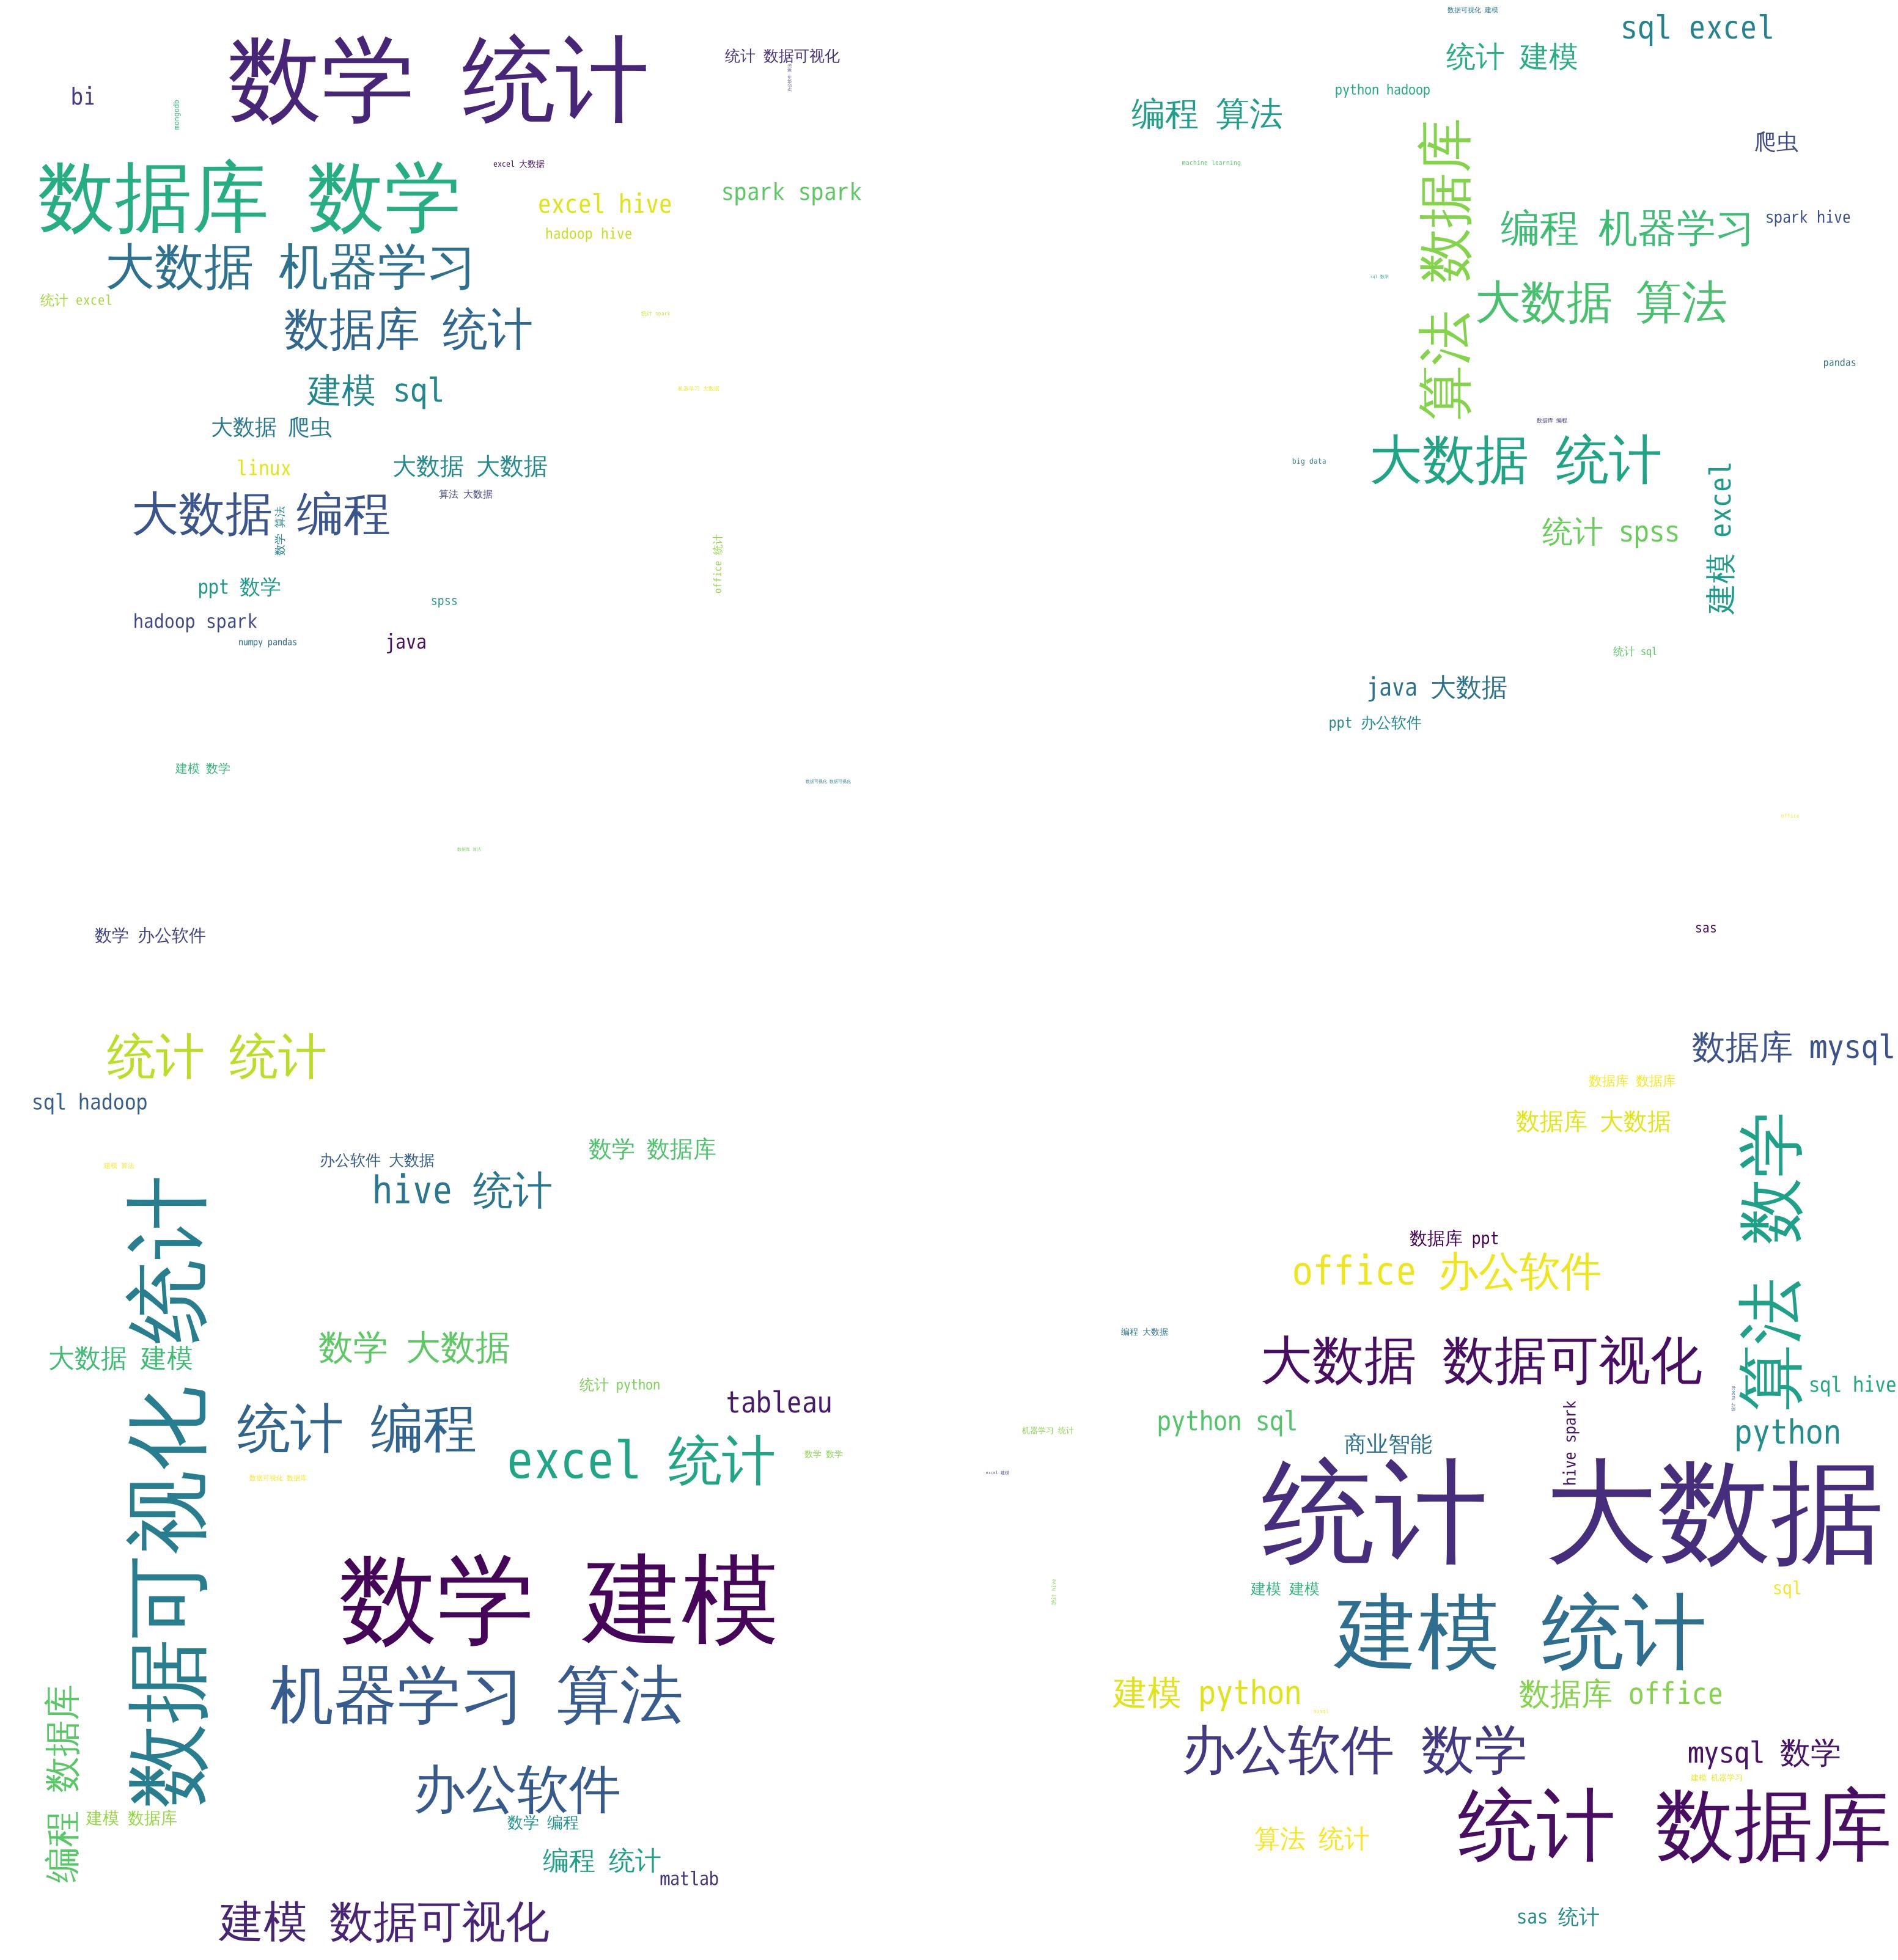 数学 统计
统计 数据可视化
bi
mongodb
数据库 数学
excel 大数据
excel hive
spark spark
hadoop hive
大数据 机器学习
统计 excel
数据库 统计
统计 spark
建模 sql
机器学习 大数据
大数据 爬虫
linux
大数据 大数据
算法 大数据
大数据 编程
数学 算法
office 统计
ppt 数学
spss
hadoop spark
numpy pandas
java
建模 数学
数据可视化 数据可视化
数据库 算法
数学 办公软件
数据可视化 建模
sql excel
统计 建模
python hadoop
编程 算法
爬虫
machine learning
算法 数据库
编程 机器学习
spark hive
sql 数学
大数据 算法
pandas
数据库 编程
大数据 统计
big data
建模 excel
统计 spss
统计 sql
java 大数据
ppt 办公软件
office
sas
统计 统计
sql hadoop
数学 数据库
办公软件 大数据
建模 算法
hive 统计
数据可视化 统计
大数据 建模
数学 大数据
统计 python
tableau
统计 编程
excel 统计
数学 数学
数据可视化 数据库
数学 建模
机器学习 算法
编程 数据库
办公软件
建模 数据库
数学 编程
编程 统计
matlab
建模 数据可视化
数据库 mysql
数据库 数据库
数据库 大数据
算法 数学
数据库 ppt
office 办公软件
编程 大数据
大数据 数据可视化
sql hive
python sql
hive spark
python
机器学习 统计
商业智能
excel 建模
统计 大数据
统计 hive
建模 建模
sql
建模 统计
建模 python
数据库 office
办公软件 数学
mysql 数学
建模 机器学习
统计 数据库
算法 统计
sas 统计